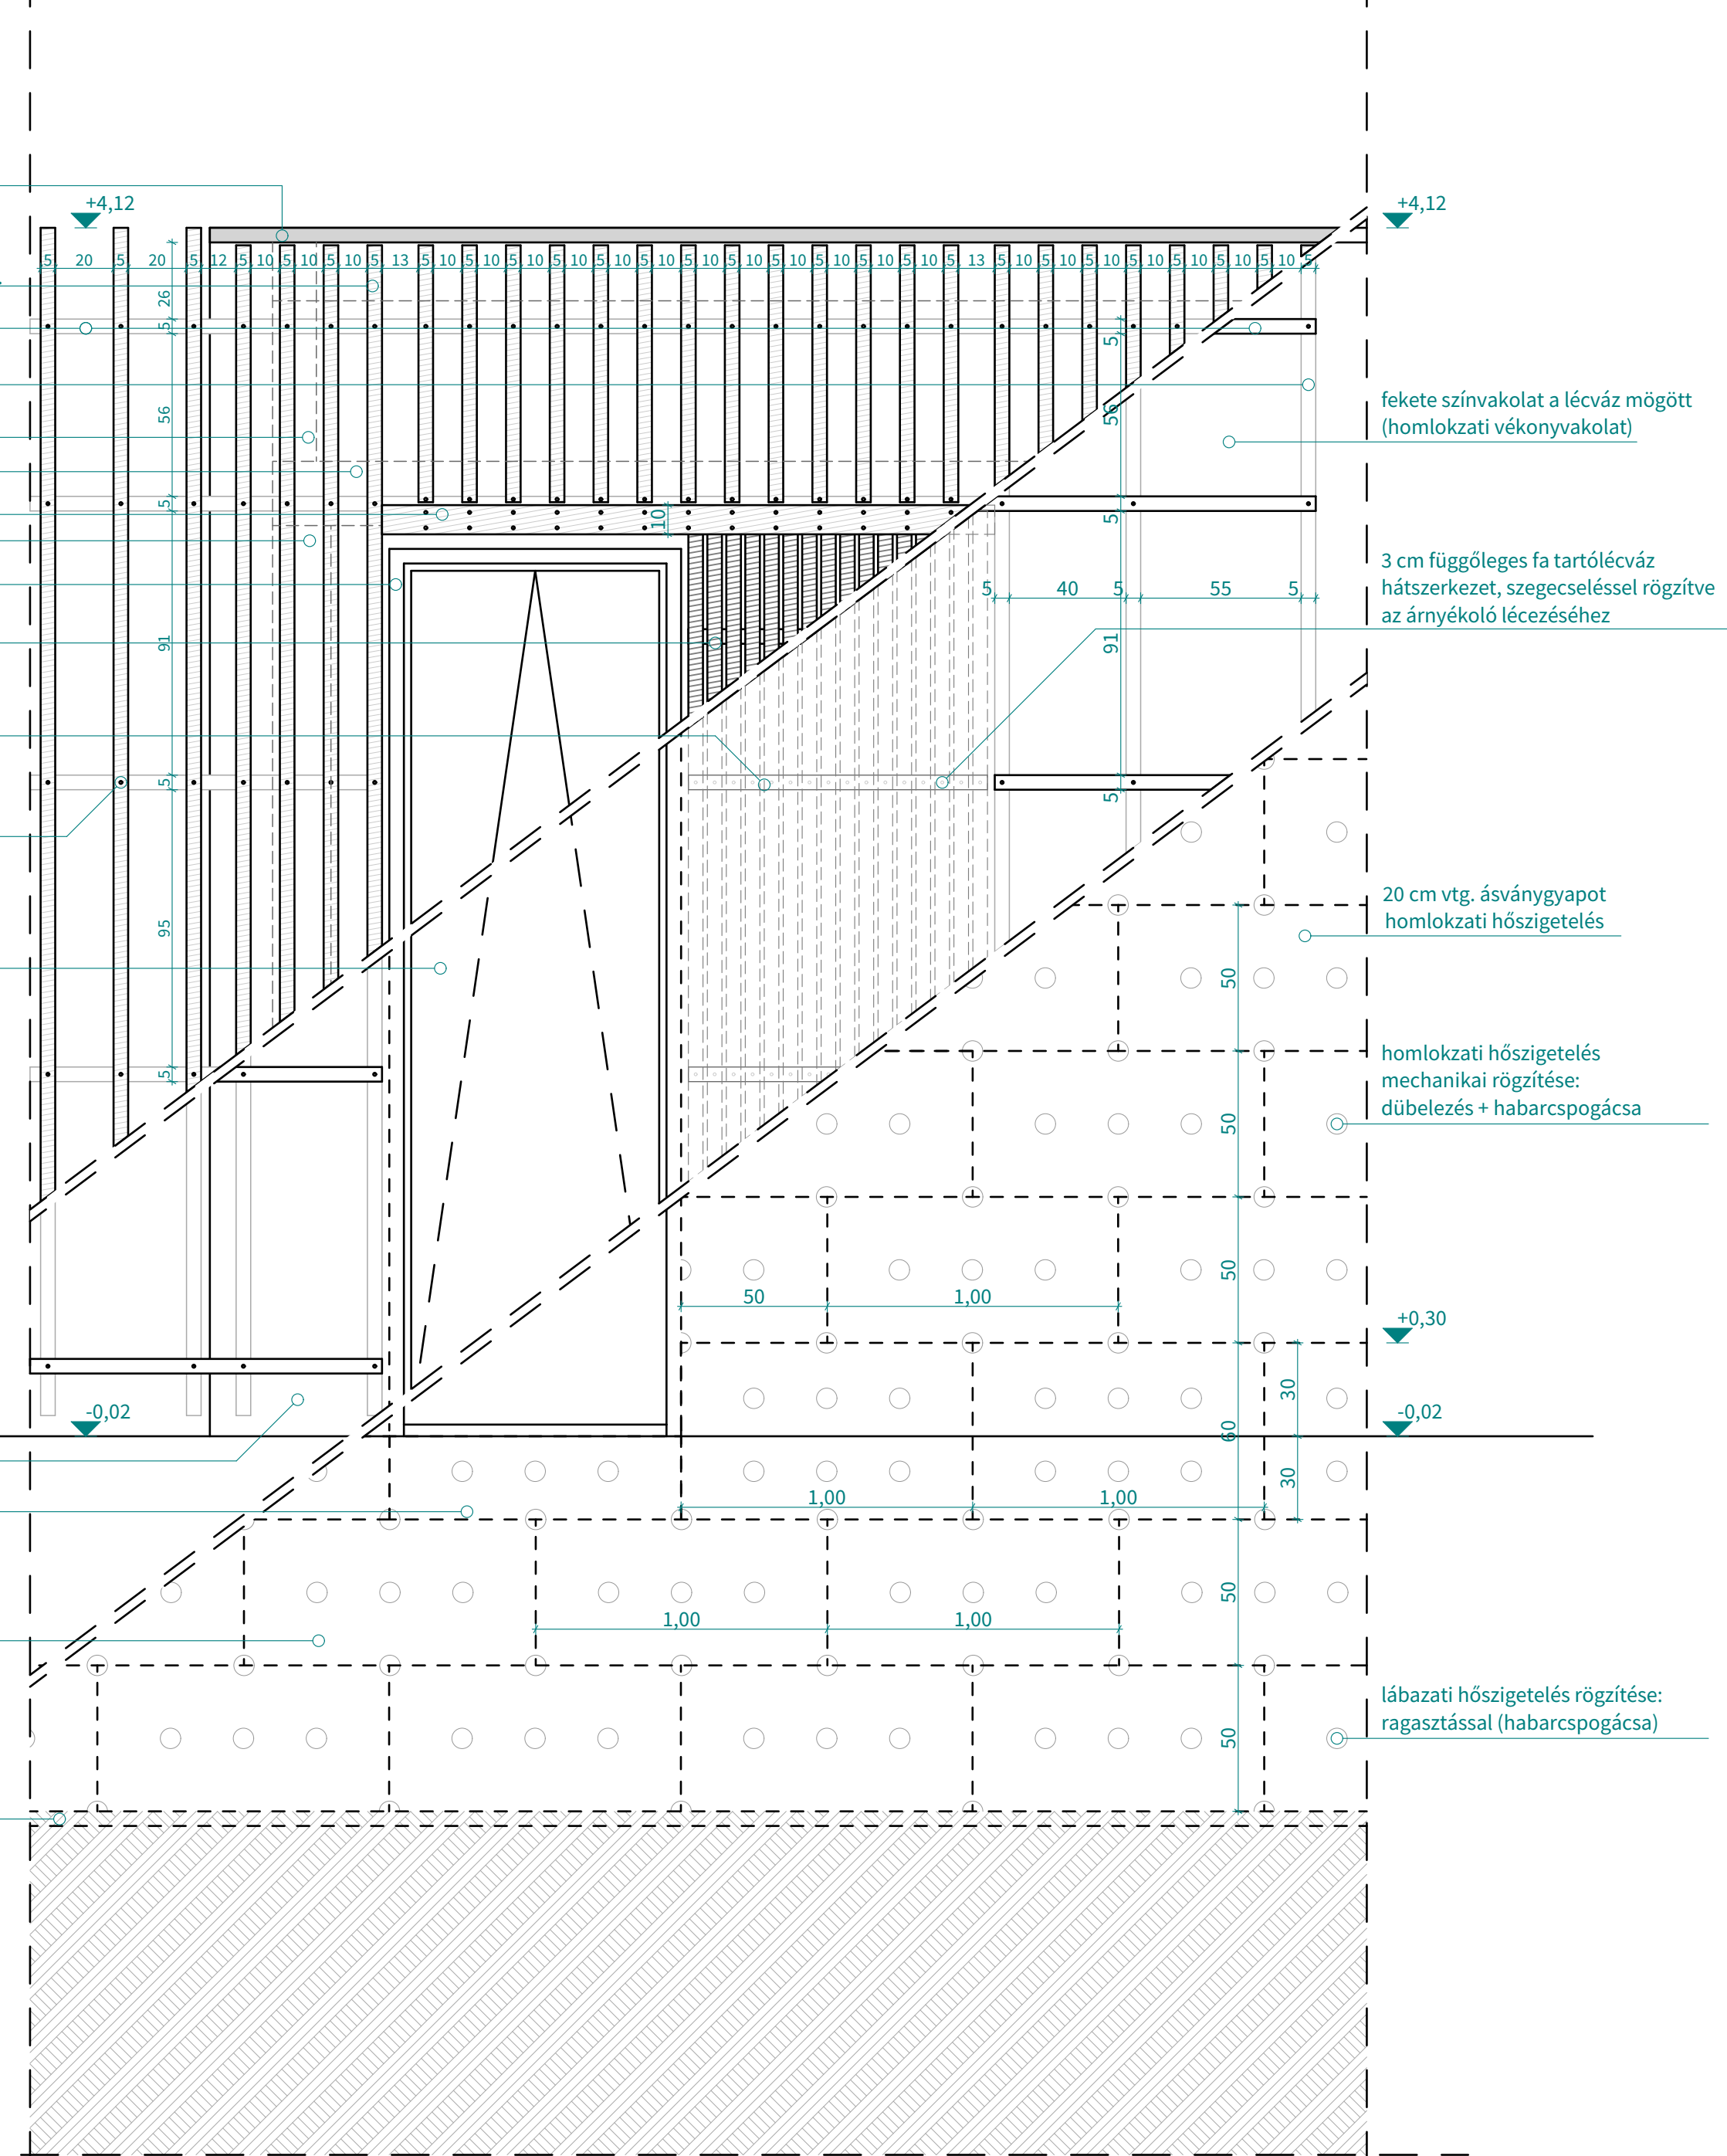 +4,12
+4,12
5 20 5 20 5 12 5 10 5 10 5 10 5 13 5 10 5 10 5 10 5 10 5 10 5 10 5 10 5 10 5 10 5 10 5 10 5 10 5 13 5 10 5 10 5 10 5 10 5 10 5 10 5 10 5
26
5
5
56
56
fekete színvakolat a lécváz mögött
(homlokzati vékonyvakolat)
5
10
5
3 cm függőleges fa tartólécváz
hátszerkezet, szegecseléssel rögzítve
az árnyékoló lécezéséhez
5 40 5 55 5
91
91
5
5
20 cm vtg. ásványgyapot
homlokzati hőszigetelés
95
50
homlokzati hőszigetelés
mechanikai rögzítése:
dübelezés + habarcspogácsa
5
50
50
50 1,00
+0,30
30
-0,02
-0,02
60
30
1,00 1,00
50
1,00 1,00
lábazati hőszigetelés rögzítése:
ragasztással (habarcspogácsa)
50